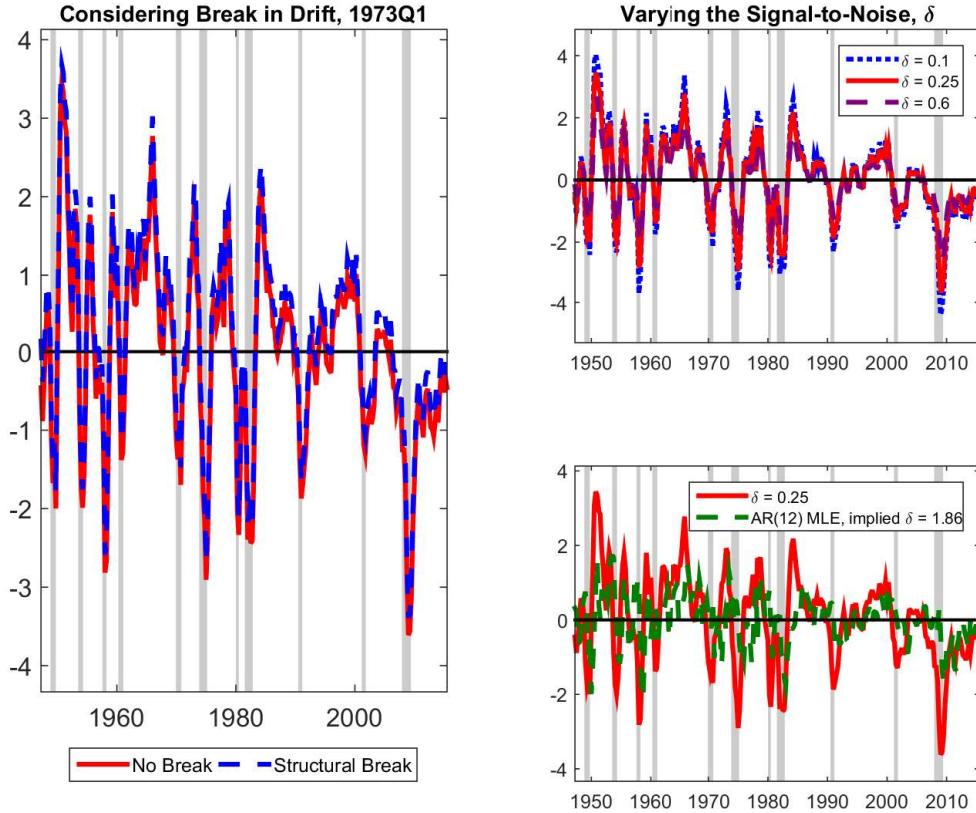 Considering Break in Drift, 1973Q1
4
3
2
1
0
-1
-2
-3
-4
1960 1980 2000
No Break Structural Break
Varying the Signal-to-Noise, δ
4
2
0
-2
-4
δ = 0.1
δ = 0.25
δ = 0.6
1950 1960 1970 1980 1990 2000 2010
4
2
0
-2
-4
δ = 0.25
AR(12) MLE, implied δ = 1.86
1950 1960 1970 1980 1990 2000 2010